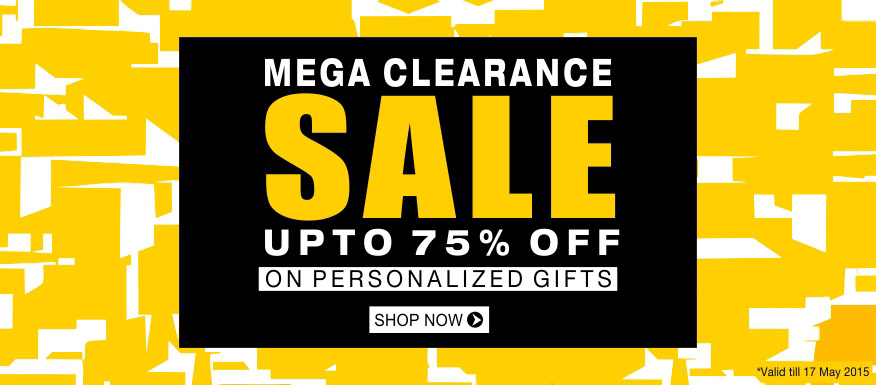 MEGA CLEARANCE
SALE
UPTO 75% OFF
ON PERSONALIZED GIFTS
SHOP NOW
*Valid till 17 May 2015